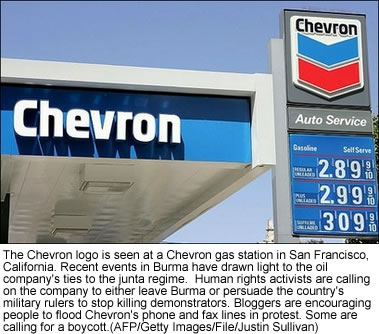 Chevron
Chevron
Auto Service
Gasoline Self Serve
REGULAR UNLEADED 2.89 9/10
PLUS UNLEADED 2.99 9/10
UNLEADED 3.09 9/10
The Chevron logo is seen at a Chevron gas station in San Francisco,
California. Recent events in Burma have drawn light to the oil
company's ties to the junta regime.  Human rights activists are calling
on the company to either leave Burma or persuade the country's
military rulers to stop killing demonstrators. Bloggers are encouraging
people to flood Chevron's phone and  fax lines in protest. Some are
calling for a boycott.(AFP/Getty Images/File/Justin Sullivan)